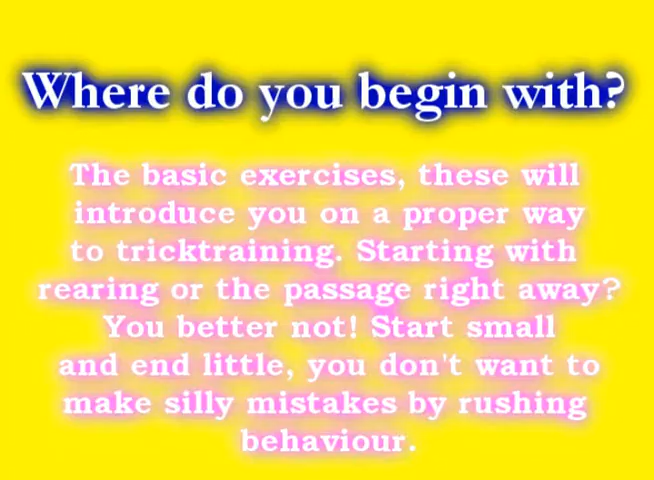 Where do you begin with?
The basic exercises, these will
introduce you on a proper way
to tricktraining. Starting with
rearing or the passage right away?
You better not! Start small
and end little, you don't want to
make silly mistakes by rushing
behaviour.